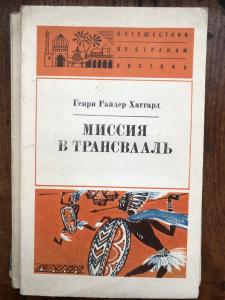 ПУТЕШЕСТВИЯ
ПО СТРАНАМ
ВОСТОКА
Генри Райдер Хаггард
МИССИЯ
В ТРАНСВААЛЬ